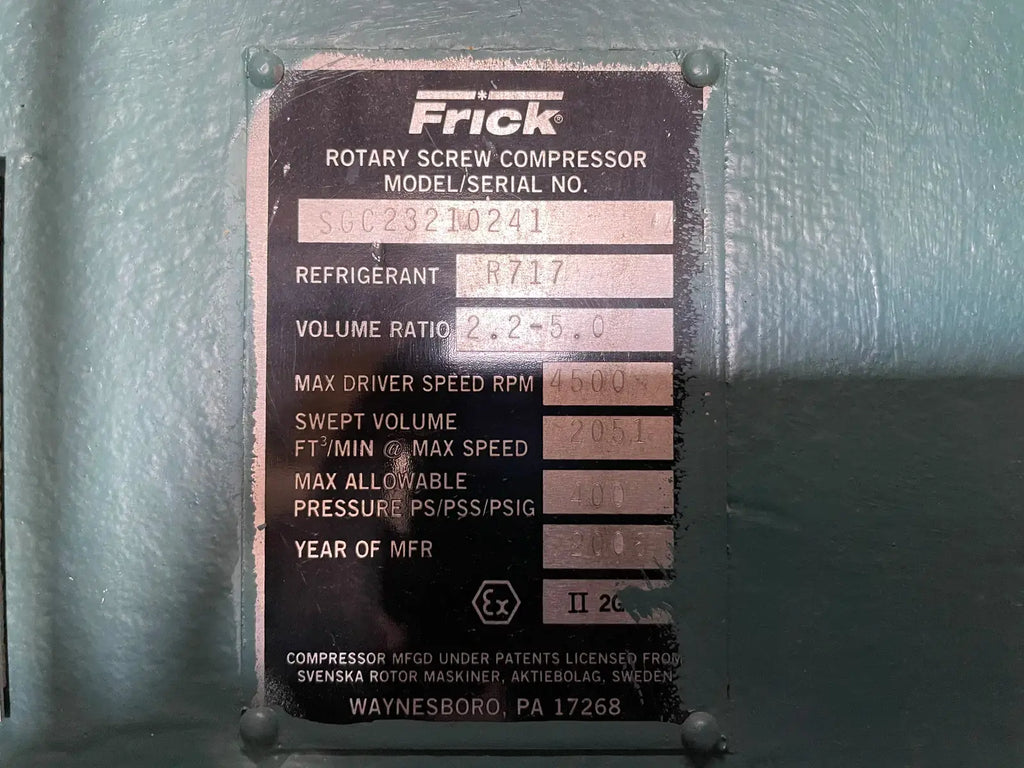 Frick®
ROTARY SCREW COMPRESSOR
MODEL/SERIAL NO.
SGC23210241
REFRIGERANT R717
VOLUME RATIO 2.2-5.0
MAX DRIVER SPEED RPM 4500
SWEPT VOLUME
FT³/MIN @ MAX SPEED 2051
MAX ALLOWABLE
PRESSURE PS/PSS/PSIG 400
YEAR OF MFR
Ex II
COMPRESSOR MFGD UNDER PATENTS LICENSED FROM
SVENSKA ROTOR MASKINER, AKTIEBOLAG, SWEDEN
WAYNESBORO, PA 17268